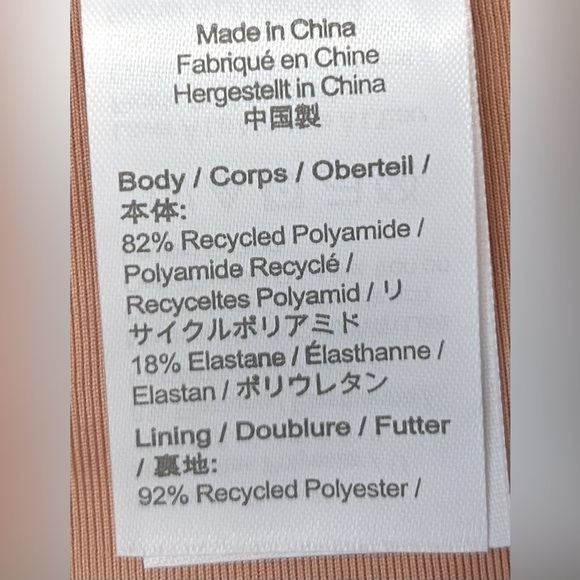 Made in China
Fabriqué en Chine
Hergestellt in China
中国製
Body / Corps / Oberteil /
本体:
82% Recycled Polyamide /
Polyamide Recyclé /
Recyceltes Polyamid / リ
サイクルポリアミド
18% Elastane / Élasthanne /
Elastan / ポリウレタン
Lining / Doublure / Futter
/ 裏地:
92% Recycled Polyester /